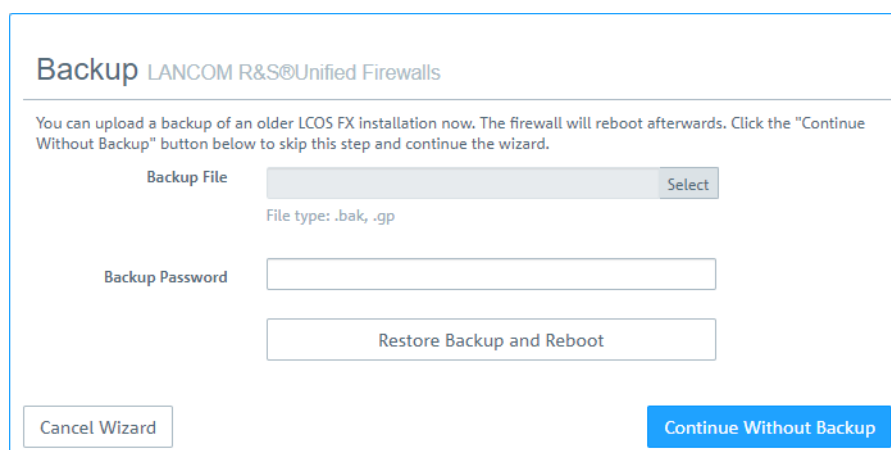 Backup LANCOM R&S®Unified Firewalls
You can upload a backup of an older LCOS FX installation now. The firewall will reboot afterwards. Click the "Continue
Without Backup" button below to skip this step and continue the wizard.
Backup File
Select
File type: .bak, .gp
Backup Password
Restore Backup and Reboot
Cancel Wizard
Continue Without Backup